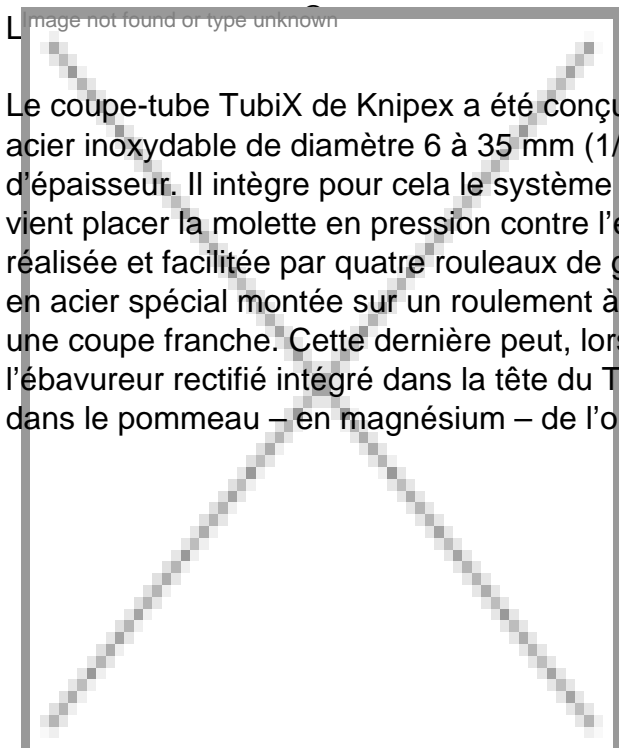 L
Image not found or type unknown
Le coupe-tube TubiX de Knipex a été conçu
acier inoxydable de diamètre 6 à 35 mm (1/
d'épaisseur. Il intègre pour cela le système
vient placer la molette en pression contre l'e
réalisée et facilitée par quatre rouleaux de g
en acier spécial montée sur un roulement à
une coupe franche. Cette dernière peut, lors
l'ébavureur rectifié intégré dans la tête du T
dans le pommeau – en magnésium – de l'o